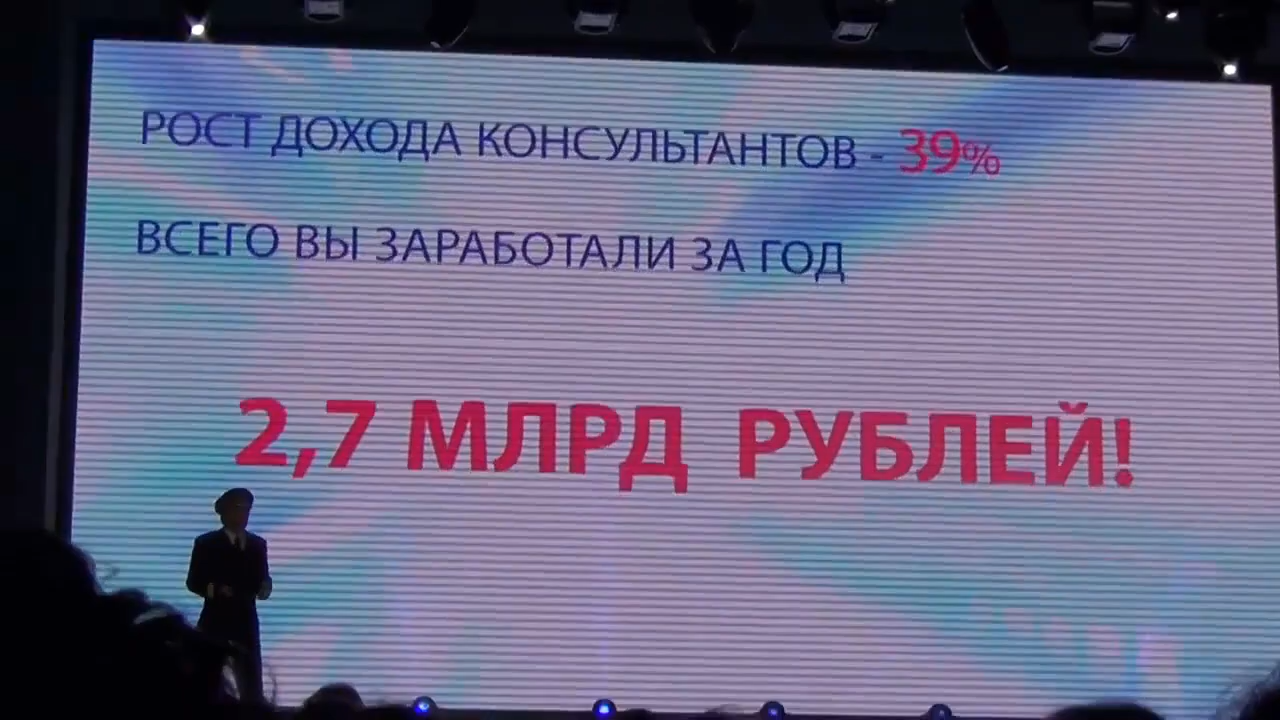 РОСТ ДОХОДА КОНСУЛЬТАНТОВ - 39%
ВСЕГО ВЫ ЗАРАБОТАЛИ ЗА ГОД
2,7 МЛРД РУБЛЕЙ!